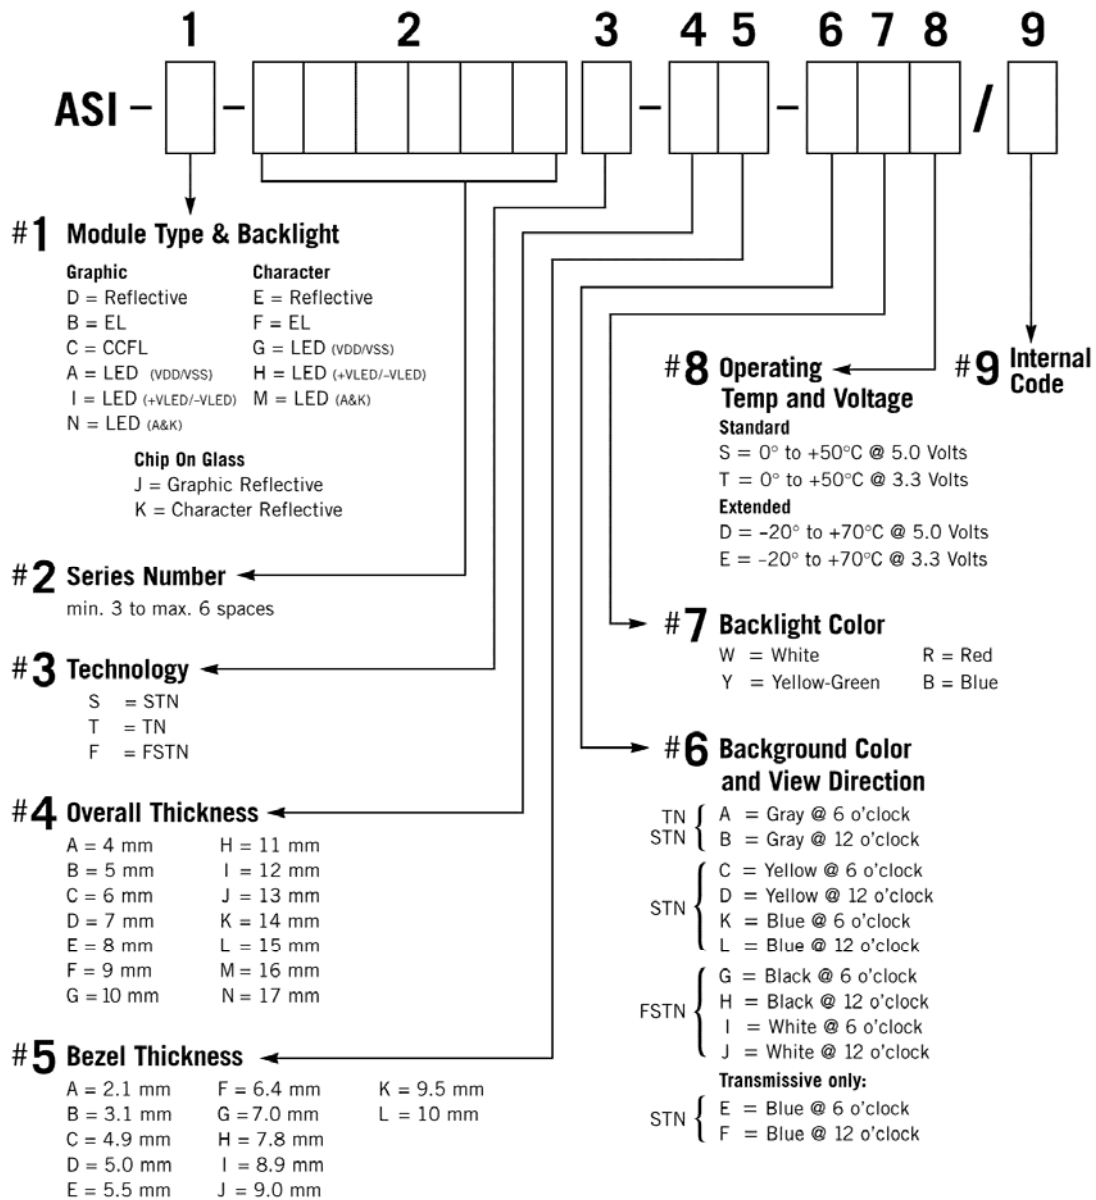 1 2 3 4 5 6 7 8 9
ASI – – – – /
#1 Module Type & Backlight
Graphic
D = Reflective
B = EL
C = CCFL
A = LED (VDD/VSS)
I = LED (+VLED/–VLED)
N = LED (A&K)
Character
E = Reflective
F = EL
G = LED (VDD/VSS)
H = LED (+VLED/–VLED)
M = LED (A&K)
Chip On Glass
J = Graphic Reflective
K = Character Reflective
#2 Series Number
min. 3 to max. 6 spaces
#3 Technology
S = STN
T = TN
F = FSTN
#4 Overall Thickness
A = 4 mm
B = 5 mm
C = 6 mm
D = 7 mm
E = 8 mm
F = 9 mm
G = 10 mm
H = 11 mm
I = 12 mm
J = 13 mm
K = 14 mm
L = 15 mm
M = 16 mm
N = 17 mm
#5 Bezel Thickness
A = 2.1 mm
B = 3.1 mm
C = 4.9 mm
D = 5.0 mm
E = 5.5 mm
F = 6.4 mm
G = 7.0 mm
H = 7.8 mm
I = 8.9 mm
J = 9.0 mm
K = 9.5 mm
L = 10 mm
#8 Operating
Temp and Voltage
Standard
S = 0° to +50°C @ 5.0 Volts
T = 0° to +50°C @ 3.3 Volts
Extended
D = –20° to +70°C @ 5.0 Volts
E = –20° to +70°C @ 3.3 Volts
#9 Internal
Code
#7 Backlight Color
W = White
Y = Yellow-Green
R = Red
B = Blue
#6 Background Color
and View Direction
TN
STN
A = Gray @ 6 o'clock
B = Gray @ 12 o'clock
STN
C = Yellow @ 6 o'clock
D = Yellow @ 12 o'clock
K = Blue @ 6 o'clock
L = Blue @ 12 o'clock
FSTN
G = Black @ 6 o'clock
H = Black @ 12 o'clock
I = White @ 6 o'clock
J = White @ 12 o'clock
Transmissive only:
STN
E = Blue @ 6 o'clock
F = Blue @ 12 o'clock